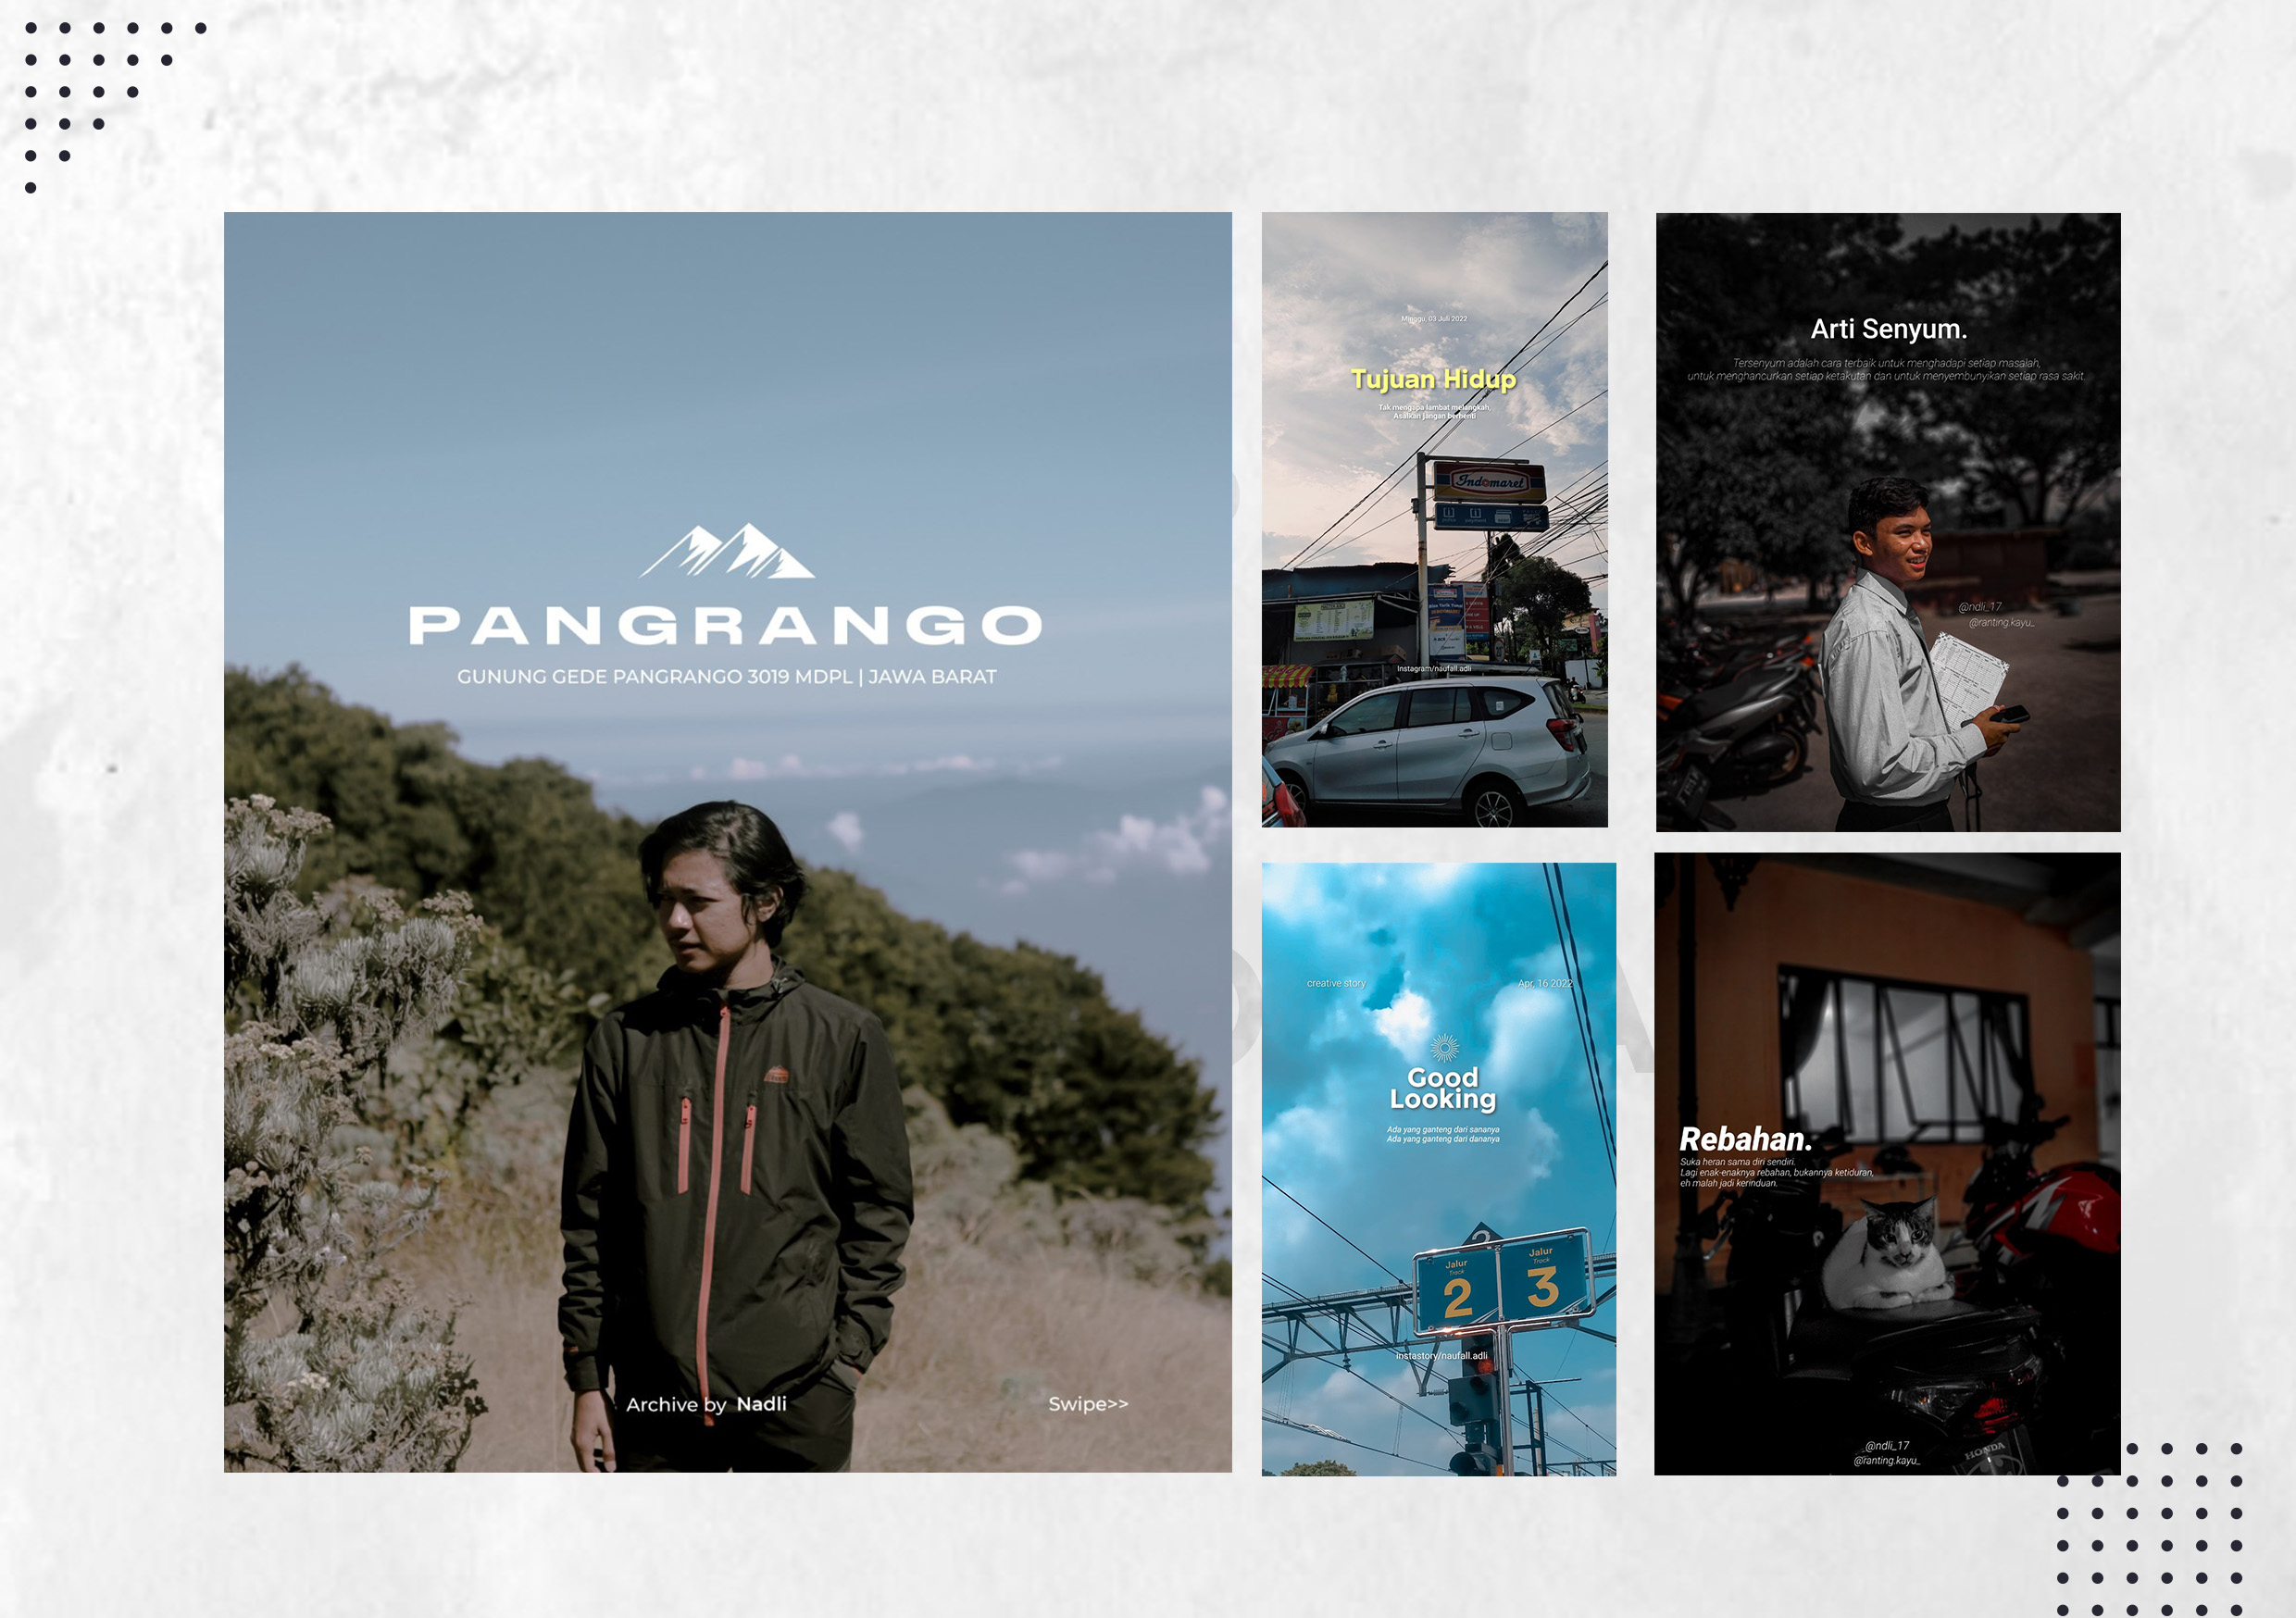 PANGRANGO
GUNUNG GEDE PANGRANGO 3019 MDPL | JAWA BARAT
Archive by Nadli
Swipe>>
Minggu, 03 Juli 2022
Tujuan Hidup
Tak mengapa lambat melangkah,
Asalkan jangan berhenti
Indomaret
Instagram/naufall.adli
Arti Senyum.
Tersenyum adalah cara terbaik untuk menghadapi setiap masalah,
untuk menghancurkan setiap ketakutan dan untuk menyembunyikan setiap rasa sakit.
@ndli_17
@ranting.kayu_
creative story
Apr, 16 2022
Good
Looking
Ada yang ganteng dari sananya
Ada yang ganteng dari dananya
2
Jalur
Track
2
Jalur
Track
3
instastory/naufall.adli
Rebahan.
Suka heran sama diri sendiri.
Lagi enak-enaknya rebahan, bukannya ketiduran,
eh malah jadi kerinduan.
HONDA
@ndli_17
@ranting.kayu_